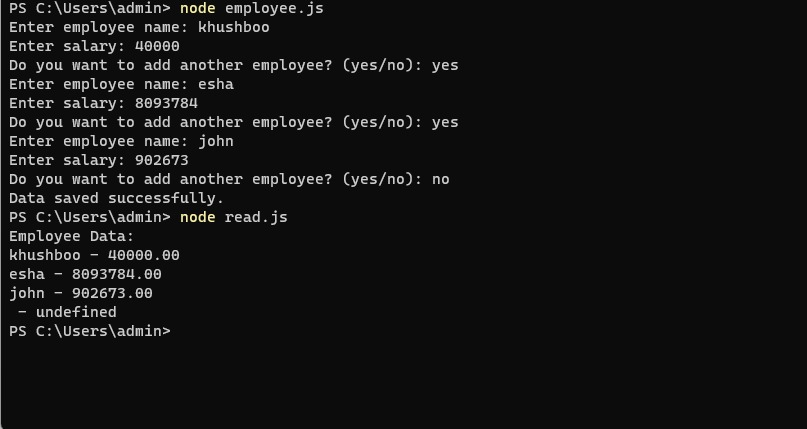 PS C:\Users\admin> node employee.js
Enter employee name: khushboo
Enter salary: 40000
Do you want to add another employee? (yes/no): yes
Enter employee name: esha
Enter salary: 8093784
Do you want to add another employee? (yes/no): yes
Enter employee name: john
Enter salary: 902673
Do you want to add another employee? (yes/no): no
Data saved successfully.
PS C:\Users\admin> node read.js
Employee Data:
khushboo - 40000.00
esha - 8093784.00
john - 902673.00
 - undefined
PS C:\Users\admin>